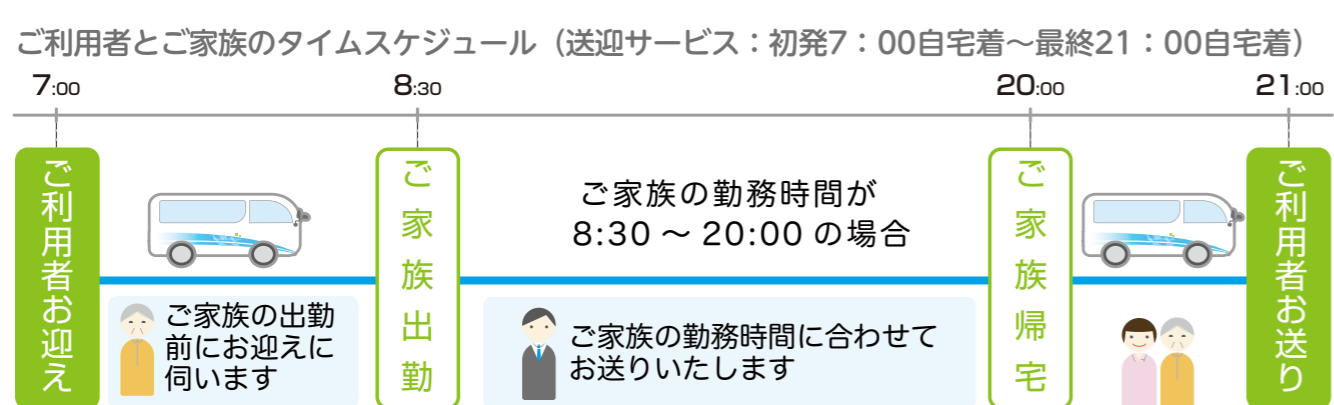 ご利用者とご家族のタイムスケジュール（送迎サービス：初発7：00自宅着～最終21：00自宅着）
7:00
8:30
20:00
21:00
ご利用者お迎え
ご家族出勤
ご家族の勤務時間が
8:30 ～ 20:00 の場合
ご家族帰宅
ご利用者お送り
ご家族の出勤
前にお迎えに
伺います
ご家族の勤務時間に合わせて
お送りいたします